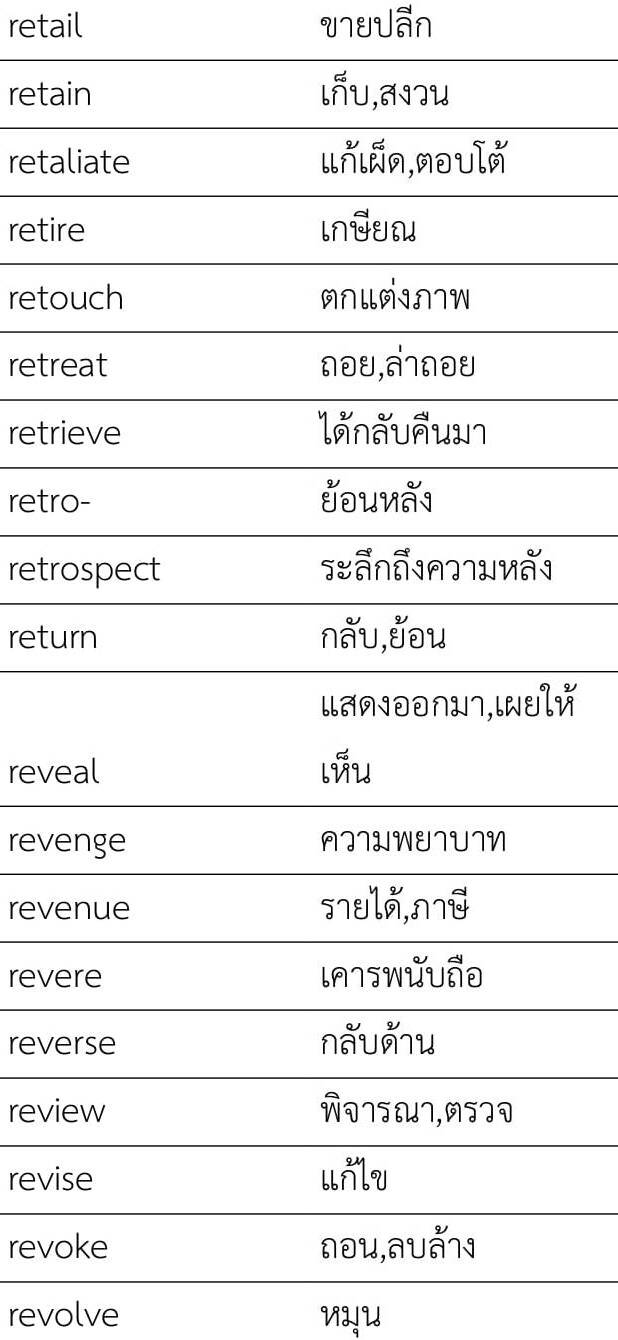 retail ขายปลีก
retain เก็บ,สงวน
retaliate แก้เผ็ด,ตอบโต้
retire เกษียณ
retouch ตกแต่งภาพ
retreat ถอย,ล่าถอย
retrieve ได้กลับคืนมา
retro- ย้อนหลัง
retrospect ระลึกถึงความหลัง
return กลับ,ย้อน
แสดงออกมา,เผยให้
reveal เห็น
revenge ความพยาบาท
revenue รายได้,ภาษี
revere เคารพนับถือ
reverse กลับด้าน
review พิจารณา,ตรวจ
revise แก้ไข
revoke ถอน,ลบล้าง
revolve หมุน